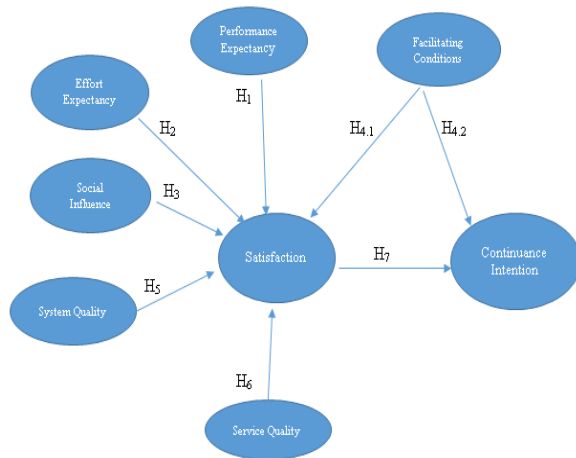 Performance
Expectancy
Facilitating
Conditions
Effort
Expectancy
H1
H2
H4.1
H4.2
Social
Influence
H3
Satisfaction
H7
Continuance
Intention
System Quality
H5
H6
Service Quality